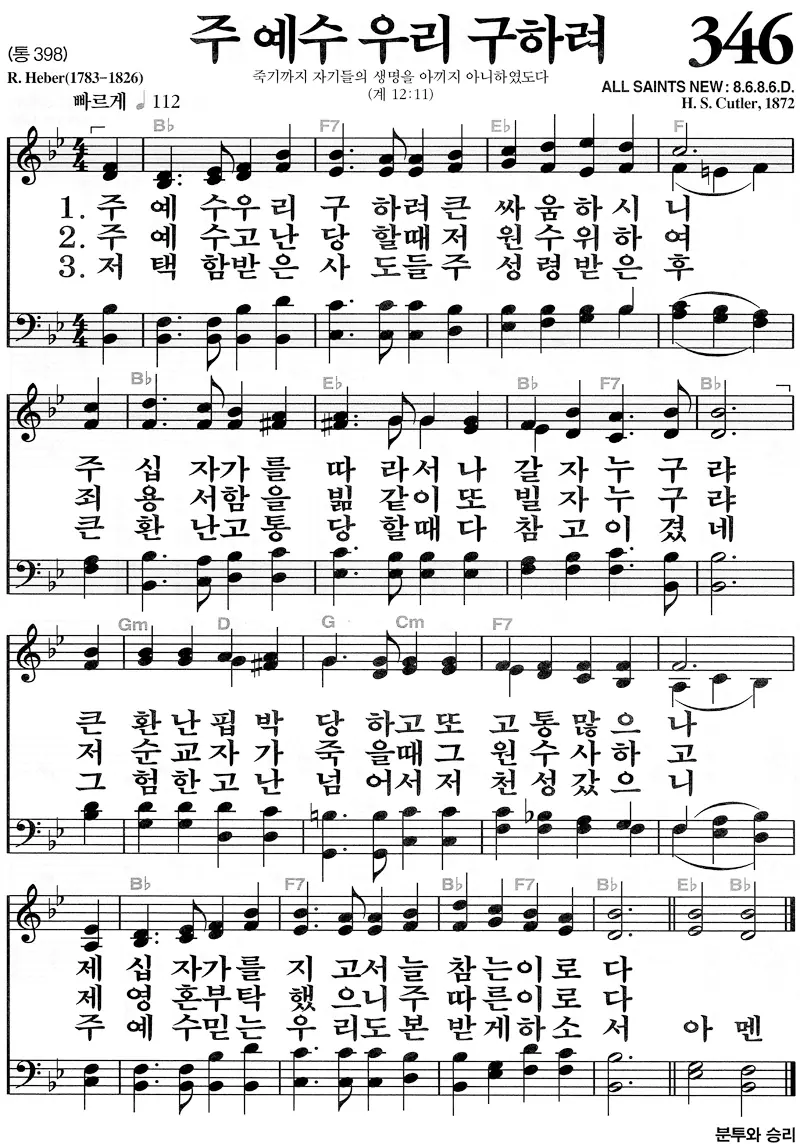 주 예수 우리 구하려
346
(통 398)
R. Heber(1783-1826)
죽기까지 자기들의 생명을 아끼지 아니하였도다
(계 12:11)
ALL SAINTS NEW : 8.6.8.6.D.
H. S. Cutler, 1872
빠르게 ♩ 112
B♭ F7 E♭ F
4 4
1. 주 예 수우 리 구 하려 큰 싸 움 하 시 니
2. 주 예 수고 난 당 할때 저 원 수 위 하 여
3. 저 택 함받 은 사 도들 주 성 령 받 은 후
4 4
B♭ E♭ B♭ F7 B♭
주 십 자가 를 따 라서 나 갈 자 누 구 랴
죄 용 서함 을 빎 같이 또 빌 자 누 구 랴
큰 환 난고 통 당 할때 다 참 고 이 겼 네
Gm D G Cm F7
큰 환 난 핍 박 당 하고 또 고 통 많 으 나
저 순 교 자 가 죽 을때 그 원 수 사 하 고
그 험 한 고 난 넘 어서 저 천 성 갔 으 니
B♭ F7 B♭ F7 B♭ E♭ B♭
제 십 자가 를 지 고서 늘 참 는 이 로 다
제 영 혼부 탁 했 으니 주 따 른 이 로 다
주 예 수믿 는 우 리도 본 받 게 하 소 서 아 멘
분투와 승리